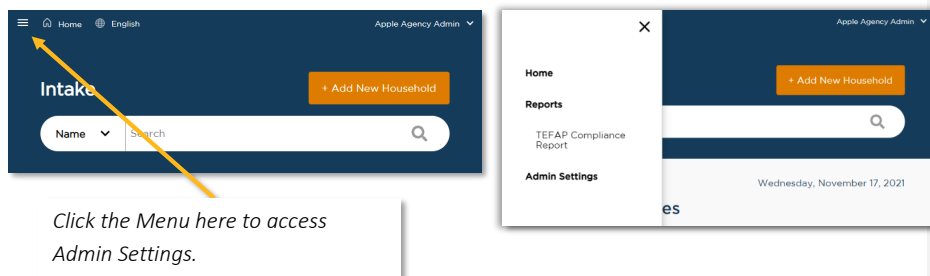 Home English Apple Agency Admin
Intake
+ Add New Household
Name Search
Click the Menu here to access
Admin Settings.
Apple Agency Admin
Home
+ Add New Household
Reports
TEFAP Compliance
Report
Admin Settings
Wednesday, November 17, 2021
es